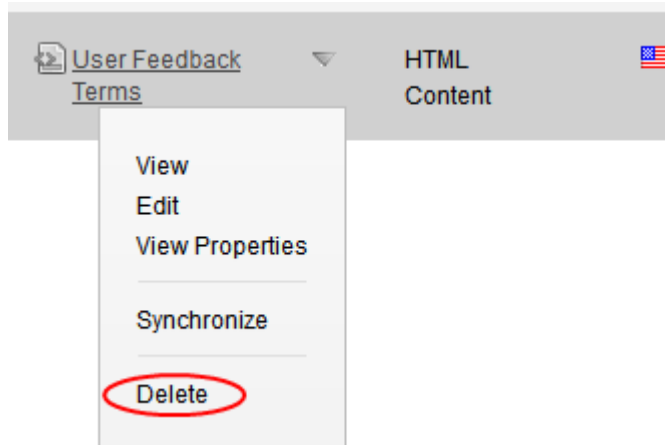 User Feedback
Terms
HTML
Content
View
Edit
View Properties
Synchronize
Delete